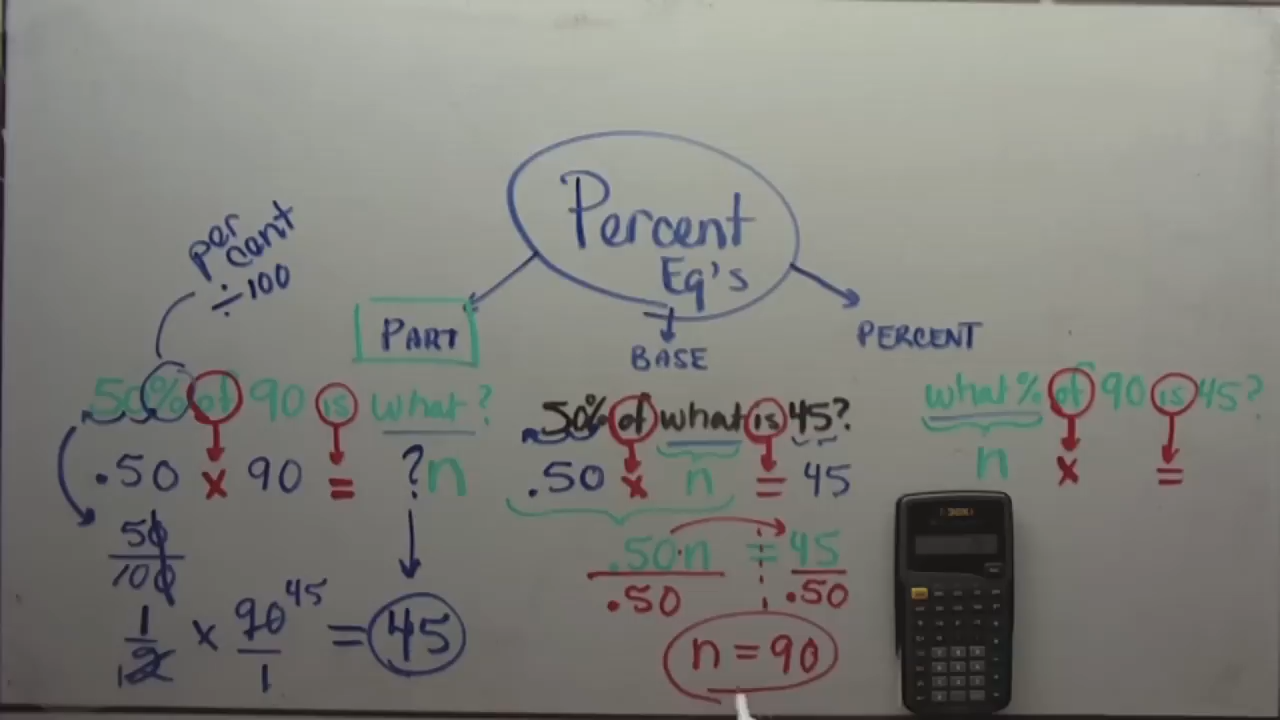 Percent
Eq's
per
cent
÷100
PART
BASE
PERCENT
50% of 90 is what?
.50 x 90 = ? n
50/100
1/2 x 90/1 45 = 45
50% of what is 45?
.50 x n = 45
.50·n = 45
.50 .50
n = 90
what % of 90 is 45?
n x =